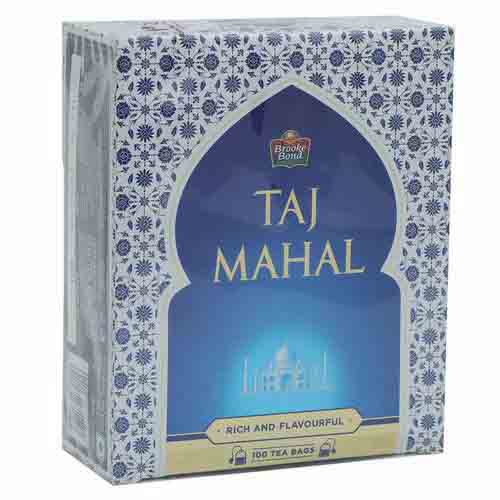 Brooke
Bond
TAJ
MAHAL
RICH AND FLAVOURFUL
100 TEA BAGS